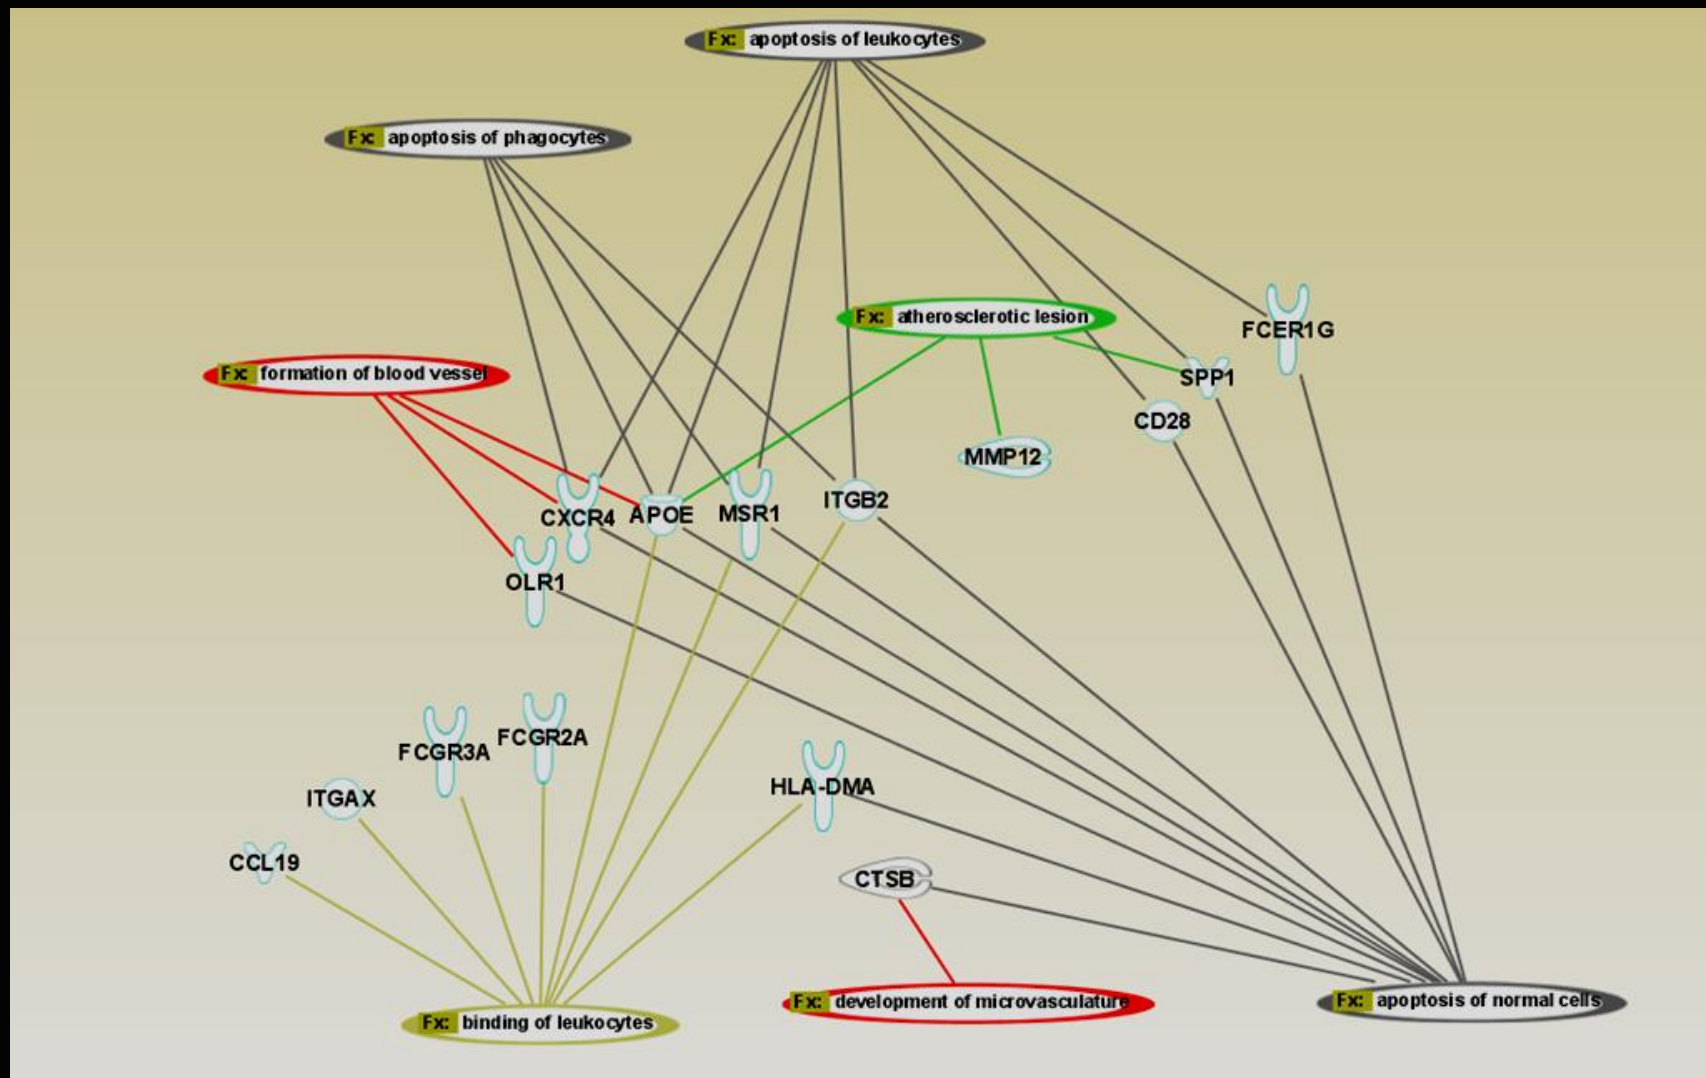 Fx: apoptosis of leukocytes
Fx: apoptosis of phagocytes
Fx: atherosclerotic lesion
FCER1G
Fx: formation of blood vessel
SPP1
CD28
MMP12
CXCR4
APOE
MSR1
ITGB2
OLR1
FCGR3A
FCGR2A
ITGAX
HLA-DMA
CCL19
CTSB
Fx: development of microvasculature
Fx: apoptosis of normal cells
Fx: binding of leukocytes